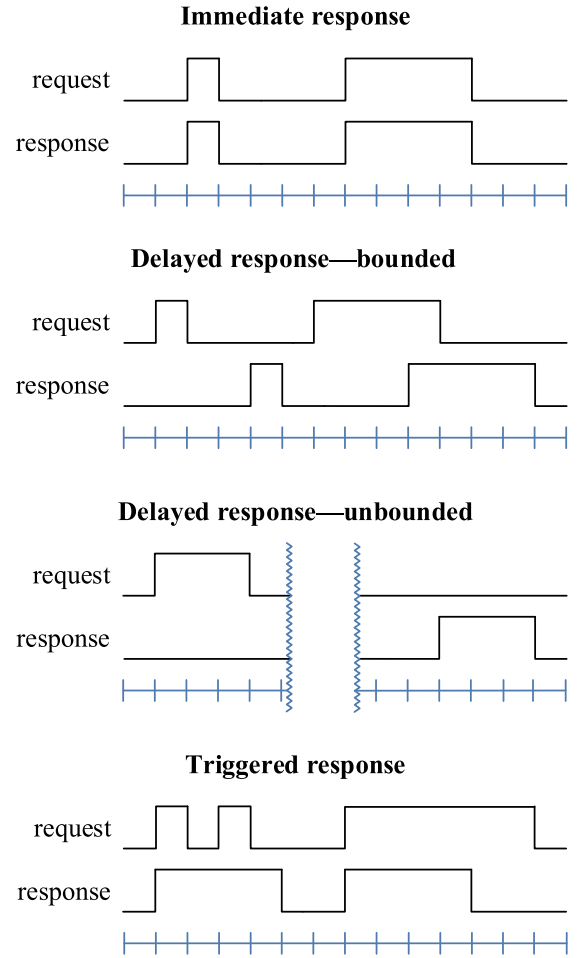 Immediate response
request
response
Delayed response—bounded
request
response
Delayed response—unbounded
request
response
Triggered response
request
response